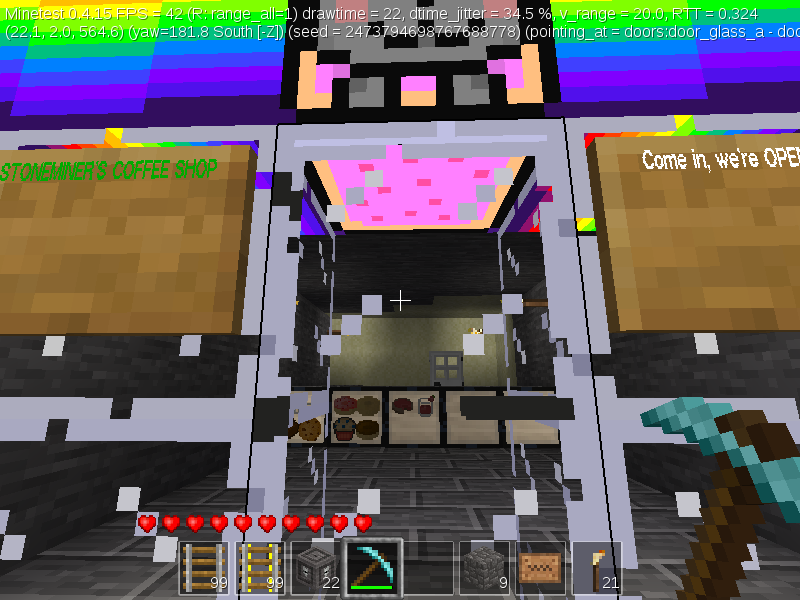 Minetest 0.4.15 FPS = 42 (R: range_all=1) drawtime = 22, dtime_jitter = 34.5 %, v_range = 20.0, RTT = 0.324
(22.1, 2.0, 564.6) (yaw=181.8 South [-Z]) (seed = 2473794698767688778) (pointing_at = doors:door_glass_a - doo
STONEMINER'S COFFEE SHOP
Come in, we're OPEN
99
99
22
9
21